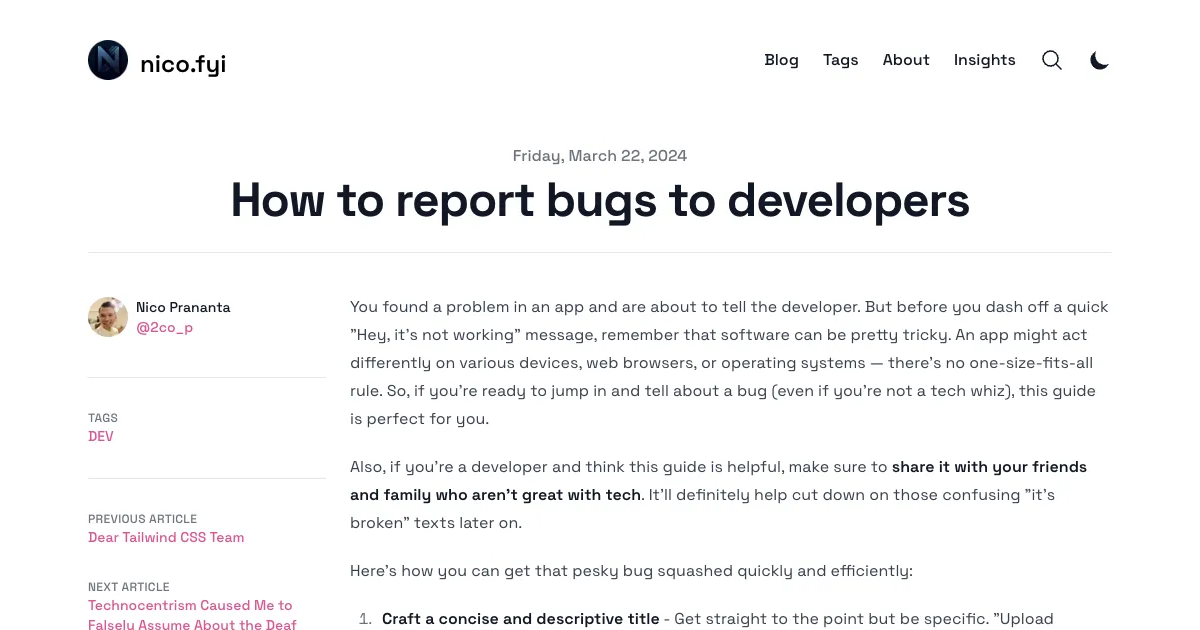 nico.fyi
Blog Tags About Insights
Friday, March 22, 2024
How to report bugs to developers
Nico Prananta
@2co_p
TAGS
DEV
PREVIOUS ARTICLE
Dear Tailwind CSS Team
NEXT ARTICLE
Technocentrism Caused Me to
Falsely Assume About the Deaf
You found a problem in an app and are about to tell the developer. But before you dash off a quick
"Hey, it's not working" message, remember that software can be pretty tricky. An app might act
differently on various devices, web browsers, or operating systems — there's no one-size-fits-all
rule. So, if you're ready to jump in and tell about a bug (even if you're not a tech whiz), this guide
is perfect for you.
Also, if you're a developer and think this guide is helpful, make sure to share it with your friends
and family who aren't great with tech. It'll definitely help cut down on those confusing "it's
broken" texts later on.
Here's how you can get that pesky bug squashed quickly and efficiently:
1. Craft a concise and descriptive title - Get straight to the point but be specific. "Upload